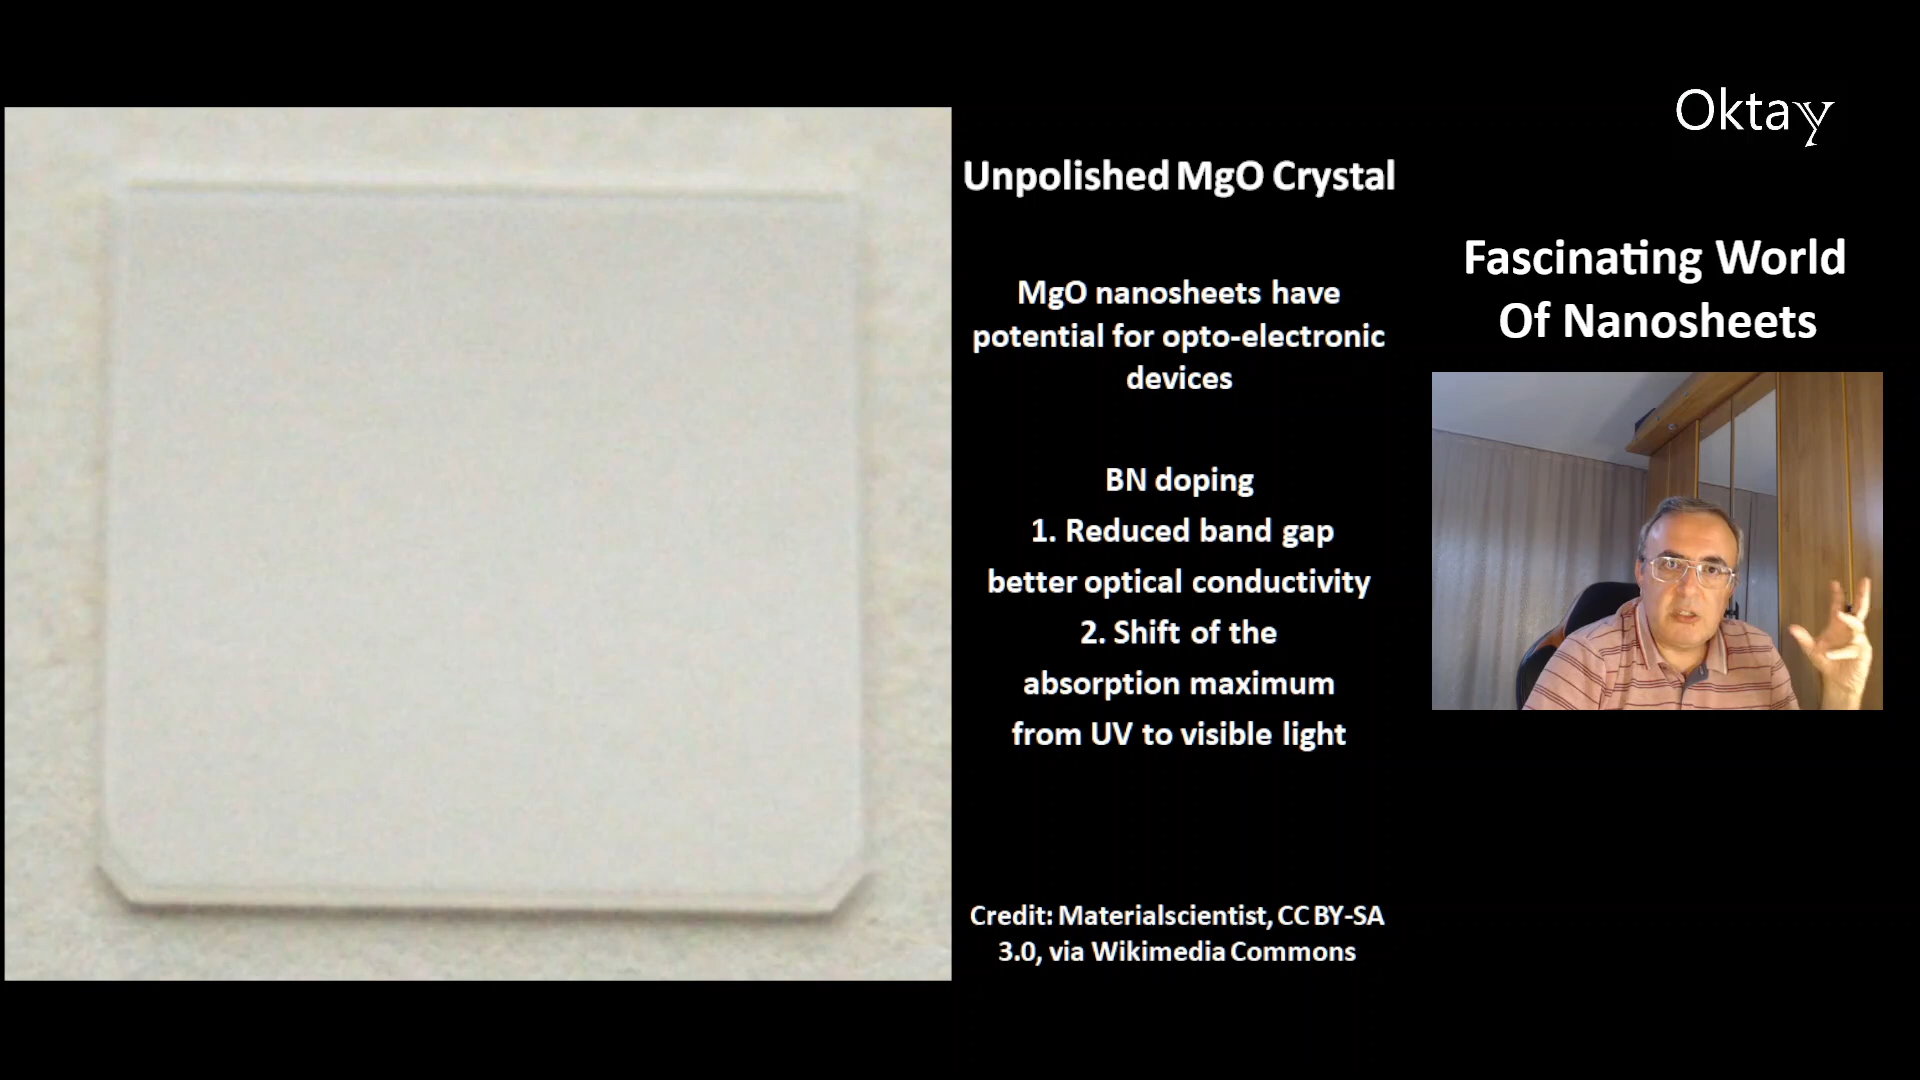 Oktay
Unpolished MgO Crystal
MgO nanosheets have
potential for opto-electronic
devices
BN doping
1. Reduced band gap
better optical conductivity
2. Shift of the
absorption maximum
from UV to visible light
Credit: Materialscientist, CC BY-SA
3.0, via Wikimedia Commons
Fascinating World
Of Nanosheets